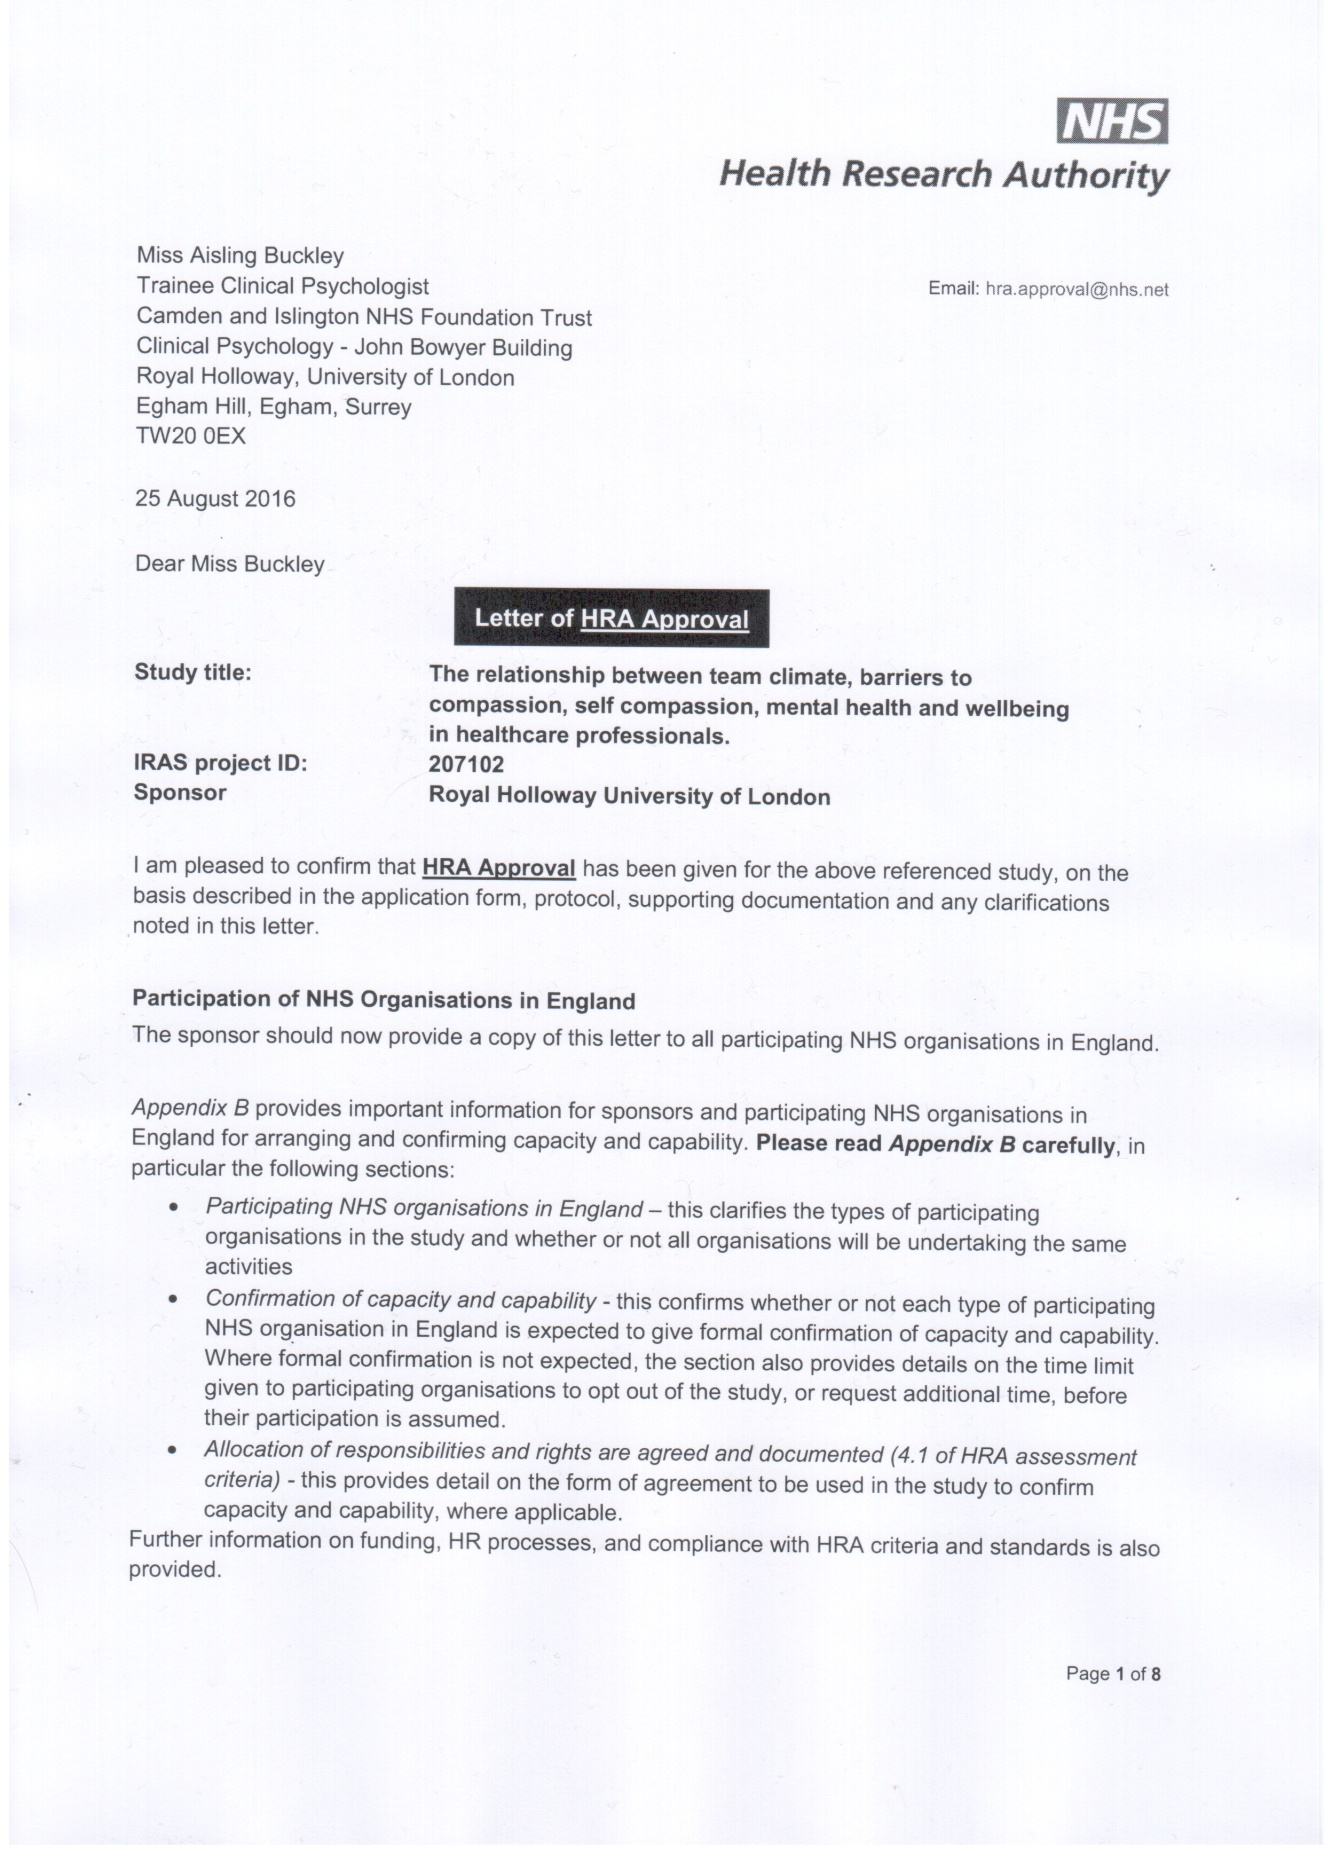 NHS
Health Research Authority
Miss Aisling Buckley
Trainee Clinical Psychologist
Email: hra.approval@nhs.net
Camden and Islington NHS Foundation Trust
Clinical Psychology - John Bowyer Building
Royal Holloway, University of London
Egham Hill, Egham, Surrey
TW20 0EX
25 August 2016
Dear Miss Buckley
Letter of HRA Approval
Study title: The relationship between team climate, barriers to
compassion, self compassion, mental health and wellbeing
in healthcare professionals.
IRAS project ID: 207102
Sponsor Royal Holloway University of London
I am pleased to confirm that HRA Approval has been given for the above referenced study, on the
basis described in the application form, protocol, supporting documentation and any clarifications
noted in this letter.
Participation of NHS Organisations in England
The sponsor should now provide a copy of this letter to all participating NHS organisations in England.
Appendix B provides important information for sponsors and participating NHS organisations in
England for arranging and confirming capacity and capability. Please read Appendix B carefully, in
particular the following sections:
• Participating NHS organisations in England – this clarifies the types of participating
organisations in the study and whether or not all organisations will be undertaking the same
activities
• Confirmation of capacity and capability - this confirms whether or not each type of participating
NHS organisation in England is expected to give formal confirmation of capacity and capability.
Where formal confirmation is not expected, the section also provides details on the time limit
given to participating organisations to opt out of the study, or request additional time, before
their participation is assumed.
• Allocation of responsibilities and rights are agreed and documented (4.1 of HRA assessment
criteria) - this provides detail on the form of agreement to be used in the study to confirm
capacity and capability, where applicable.
Further information on funding, HR processes, and compliance with HRA criteria and standards is also
provided.
Page 1 of 8